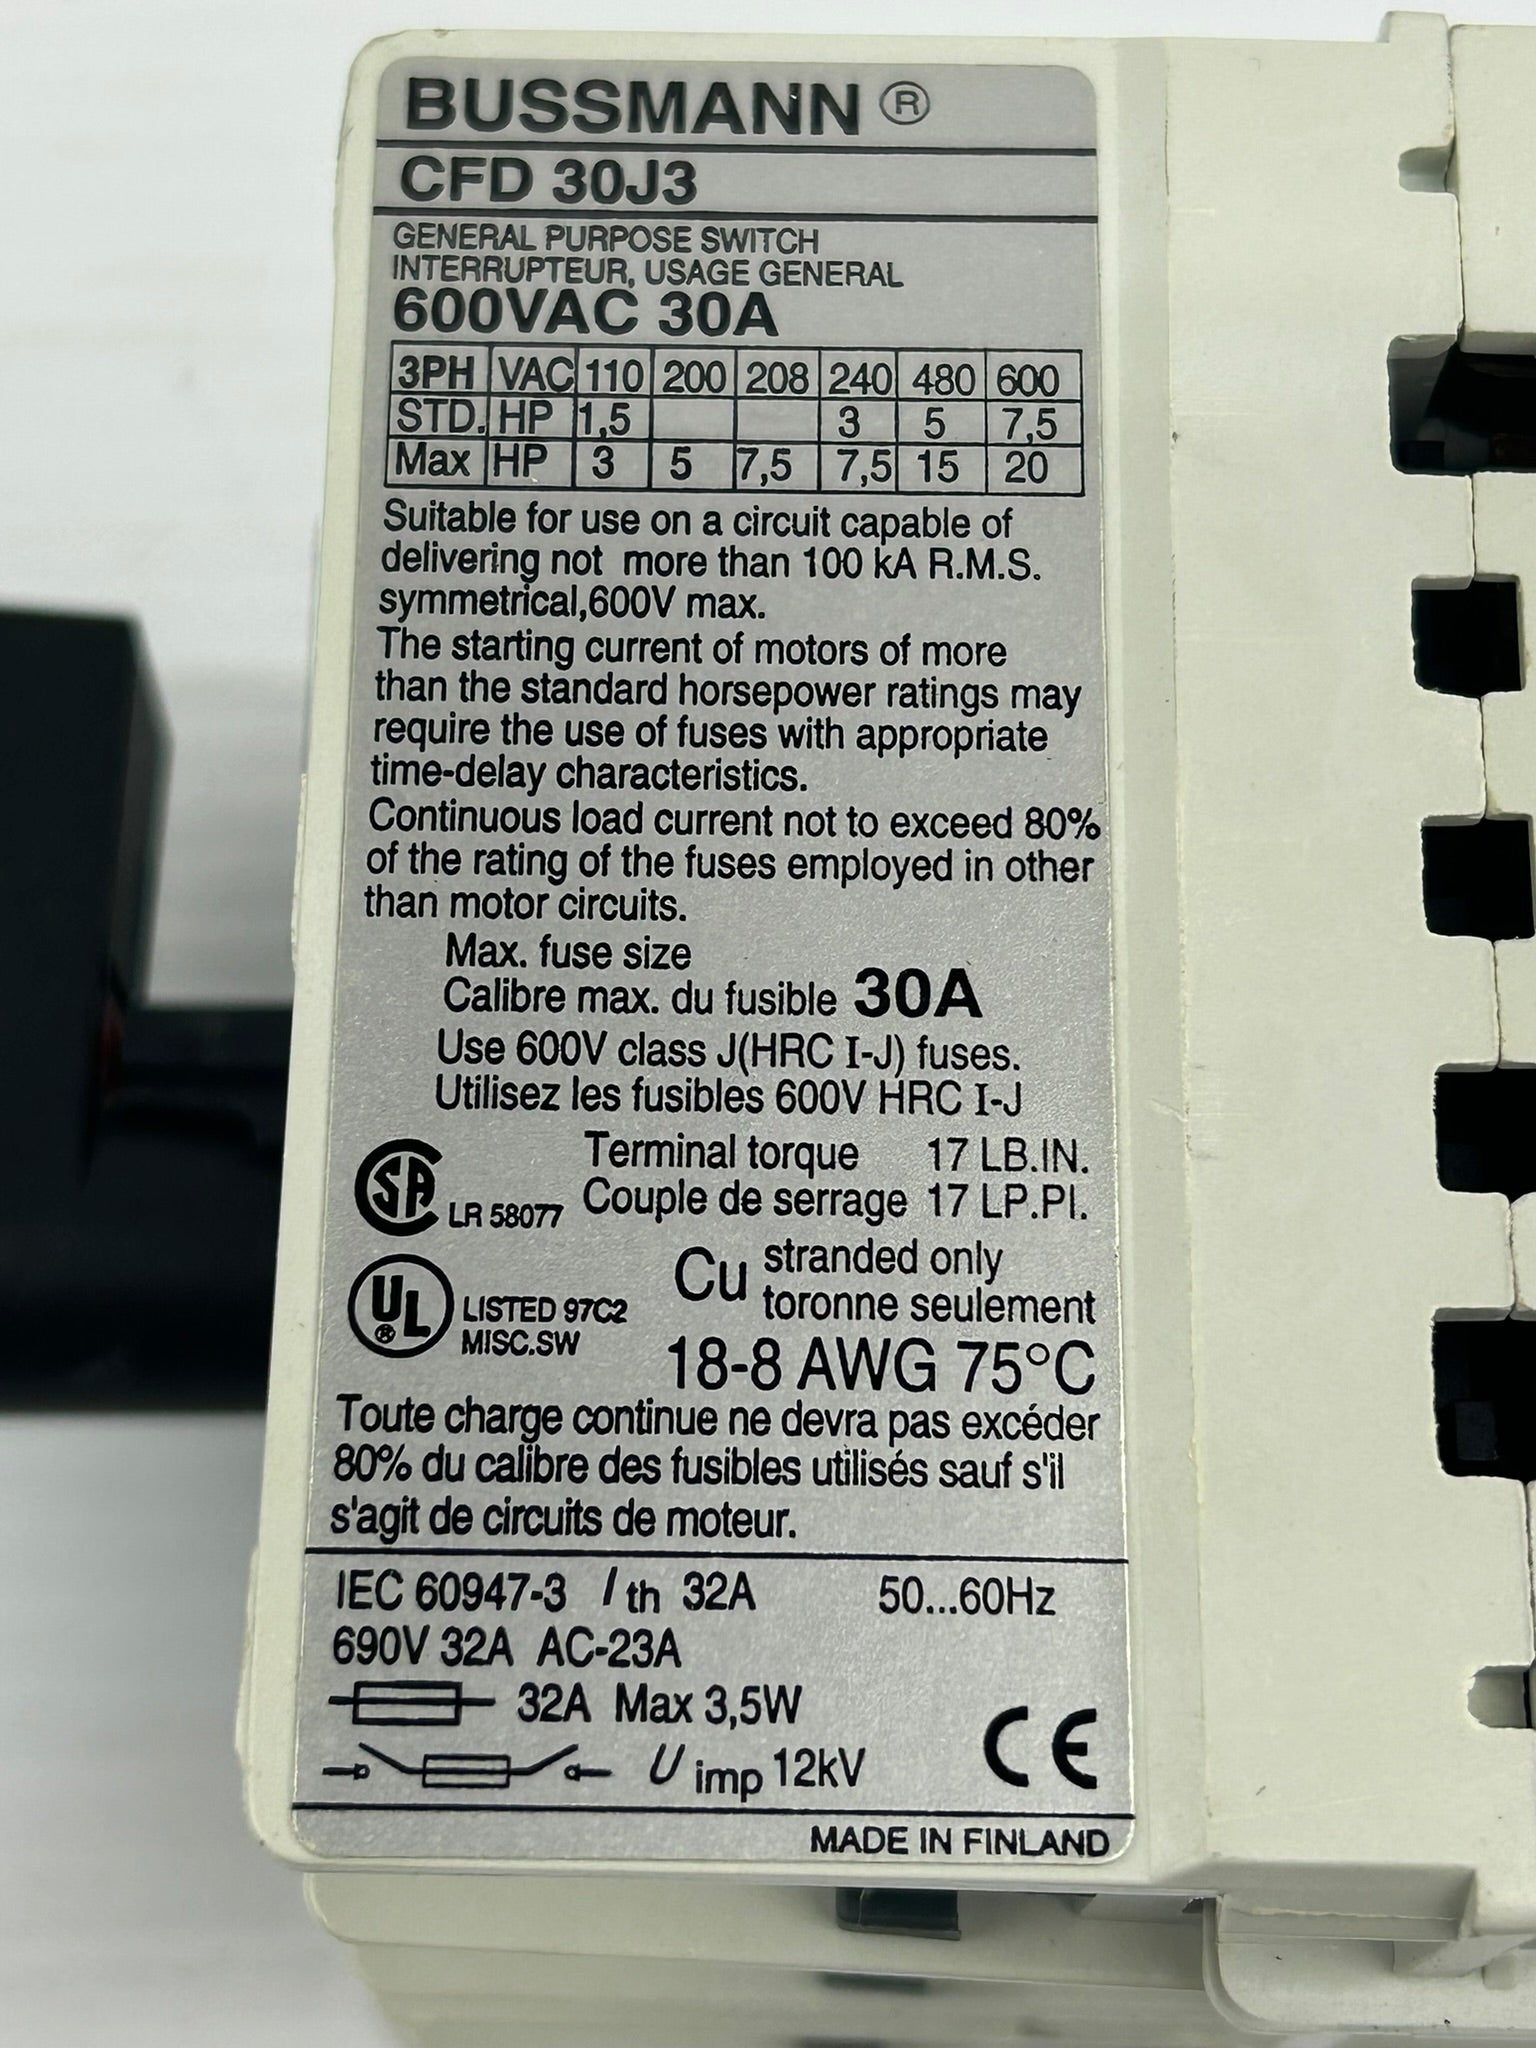 BUSSMANN ®
CFD 30J3
GENERAL PURPOSE SWITCH
INTERRUPTEUR, USAGE GENERAL
600VAC 30A
3PH VAC 110 200 208 240 480 600
STD. HP 1,5 3 5 7,5
Max HP 3 5 7,5 7,5 15 20
Suitable for use on a circuit capable of
delivering not more than 100 kA R.M.S.
symmetrical,600V max.
The starting current of motors of more
than the standard horsepower ratings may
require the use of fuses with appropriate
time-delay characteristics.
Continuous load current not to exceed 80%
of the rating of the fuses employed in other
than motor circuits.
Max. fuse size
Calibre max. du fusible 30A
Use 600V class J(HRC I-J) fuses.
Utilisez les fusibles 600V HRC I-J
Terminal torque 17 LB.IN.
SA LR 58077 Couple de serrage 17 LP.PI.
Cu stranded only
toronne seulement
UL ® LISTED 97C2
MISC.SW
18-8 AWG 75°C
Toute charge continue ne devra pas excéder
80% du calibre des fusibles utilisés sauf s'il
s'agit de circuits de moteur.
IEC 60947-3 I th 32A 50...60Hz
690V 32A AC-23A
32A Max 3,5W
U imp 12kV CE
MADE IN FINLAND